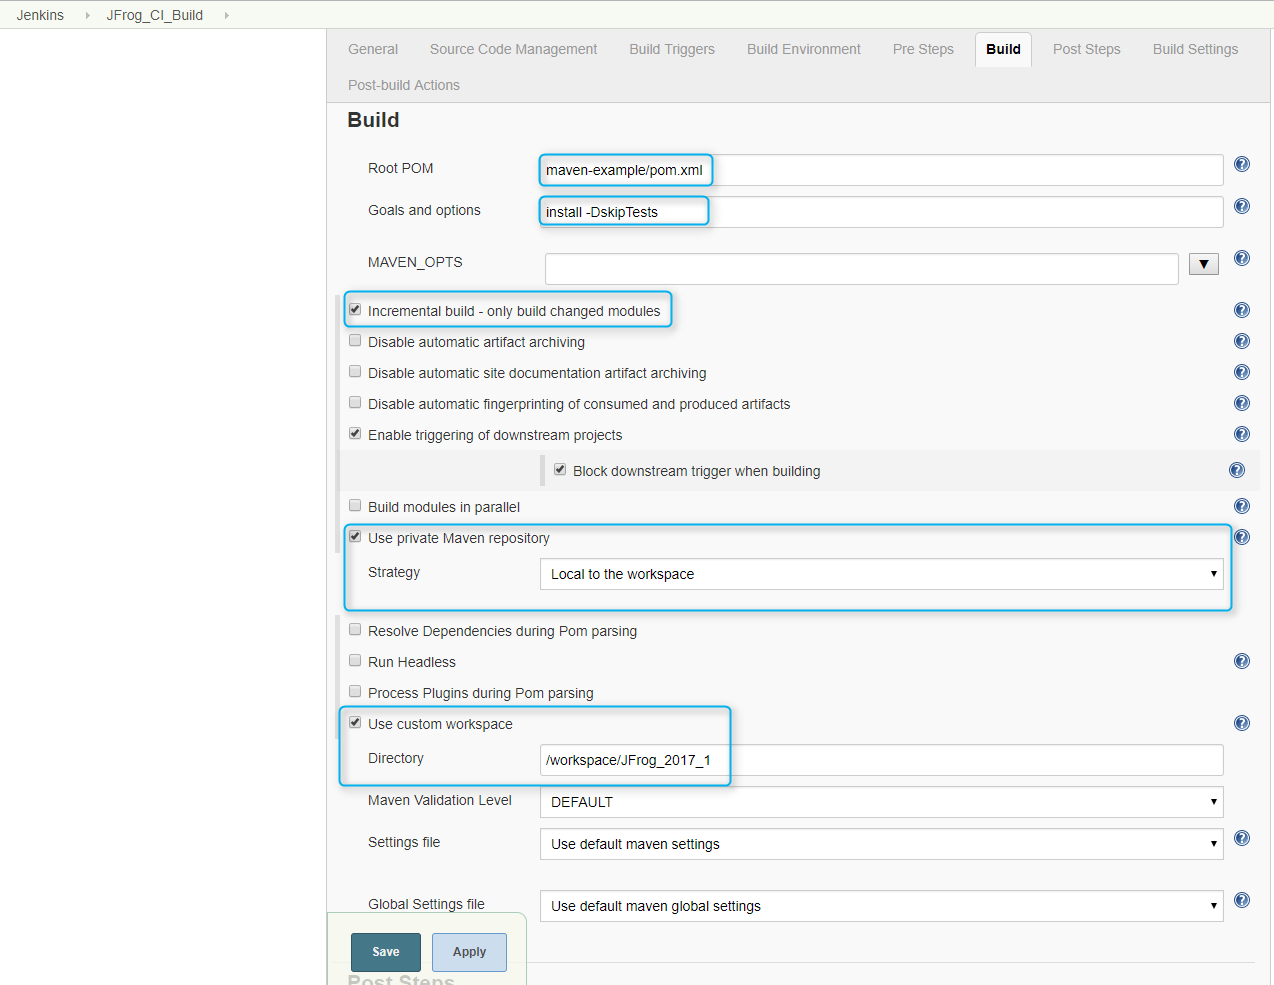 Jenkins JFrog_CI_Build
General Source Code Management Build Triggers Build Environment Pre Steps Build Post Steps Build Settings
Post-build Actions
Build
Root POM maven-example/pom.xml
Goals and options install -DskipTests
MAVEN_OPTS
Incremental build - only build changed modules
Disable automatic artifact archiving
Disable automatic site documentation artifact archiving
Disable automatic fingerprinting of consumed and produced artifacts
Enable triggering of downstream projects
Block downstream trigger when building
Build modules in parallel
Use private Maven repository
Strategy Local to the workspace
Resolve Dependencies during Pom parsing
Run Headless
Process Plugins during Pom parsing
Use custom workspace
Directory /workspace/JFrog_2017_1
Maven Validation Level DEFAULT
Settings file Use default maven settings
Global Settings file Use default maven global settings
Save Apply
Post Steps